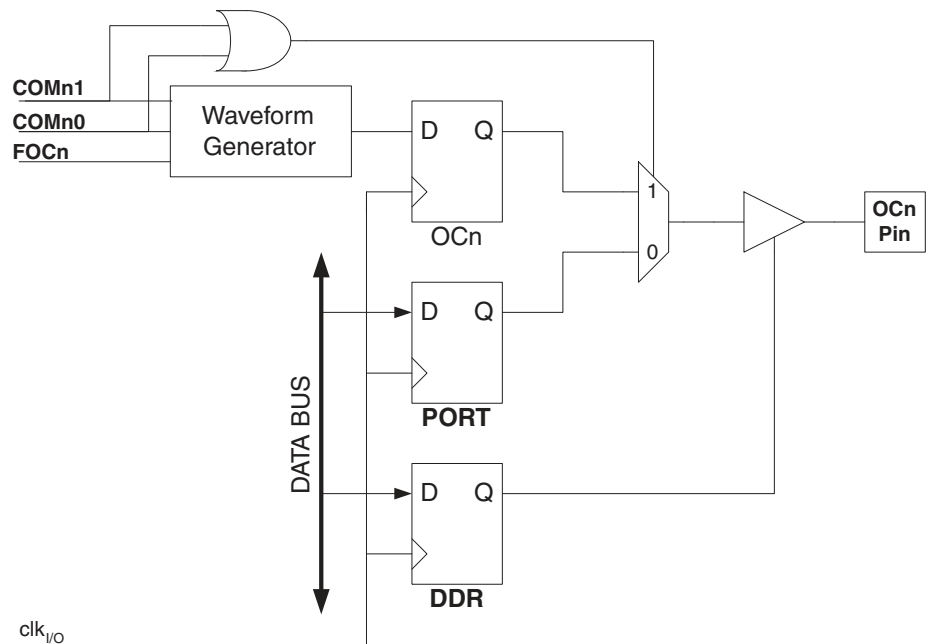 COMn1
COMn0
FOCn
Waveform
Generator
D Q
OCn
1
0
OCn
Pin
D Q
PORT
DATA BUS
D Q
DDR
clkI/O